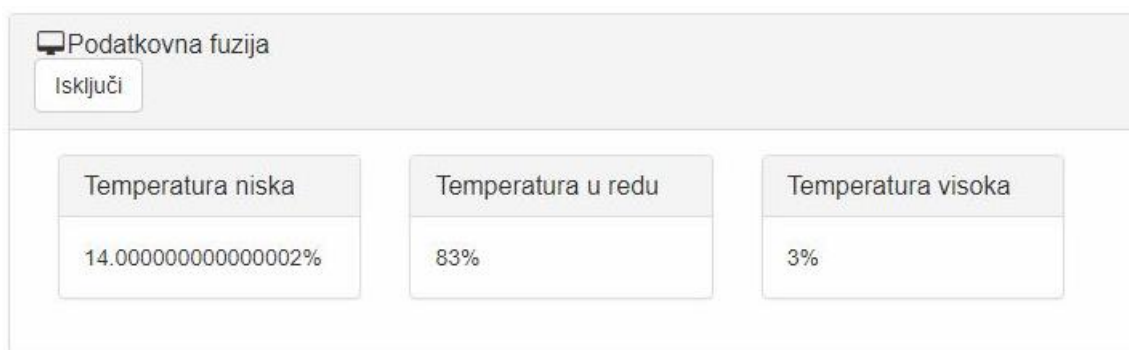 Podatkovna fuzija
Isključi
Temperatura niska
14.000000000000002%
Temperatura u redu
83%
Temperatura visoka
3%